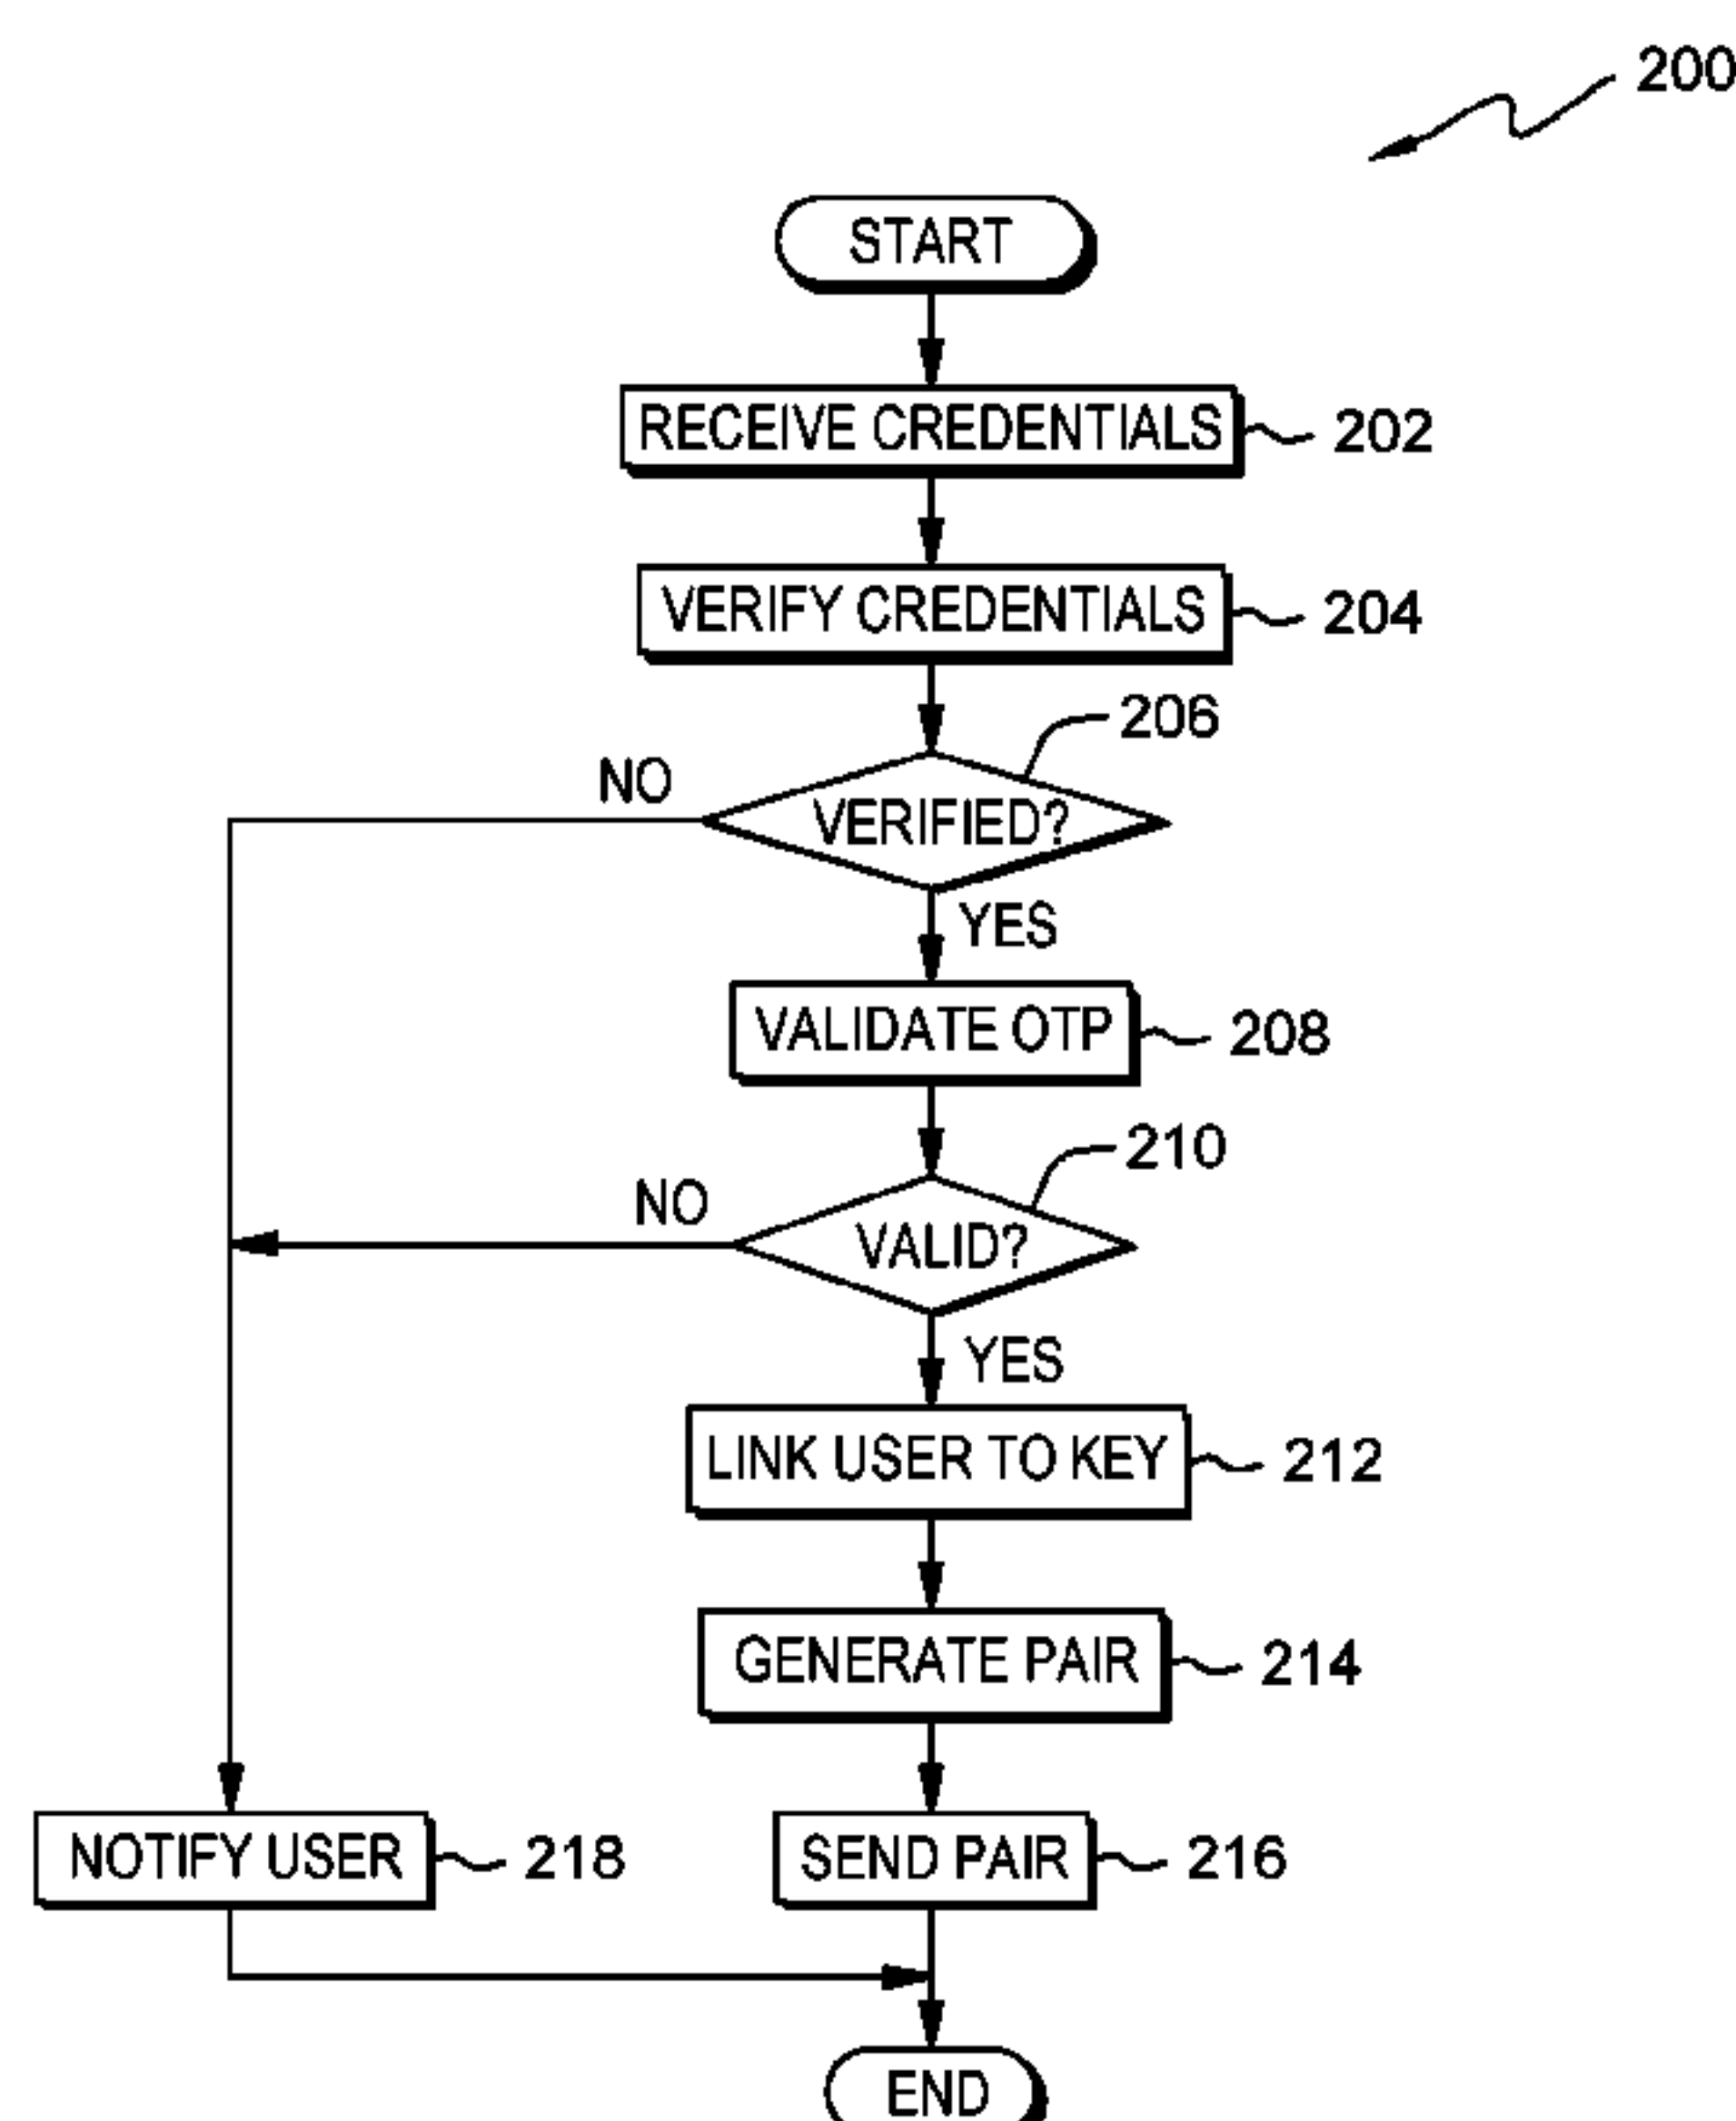 200
START
RECEIVE CREDENTIALS 202
VERIFY CREDENTIALS 204
206
NO
VERIFIED?
YES
VALIDATE OTP 208
210
NO
VALID?
YES
LINK USER TO KEY 212
GENERATE PAIR 214
NOTIFY USER 218
SEND PAIR 216
END